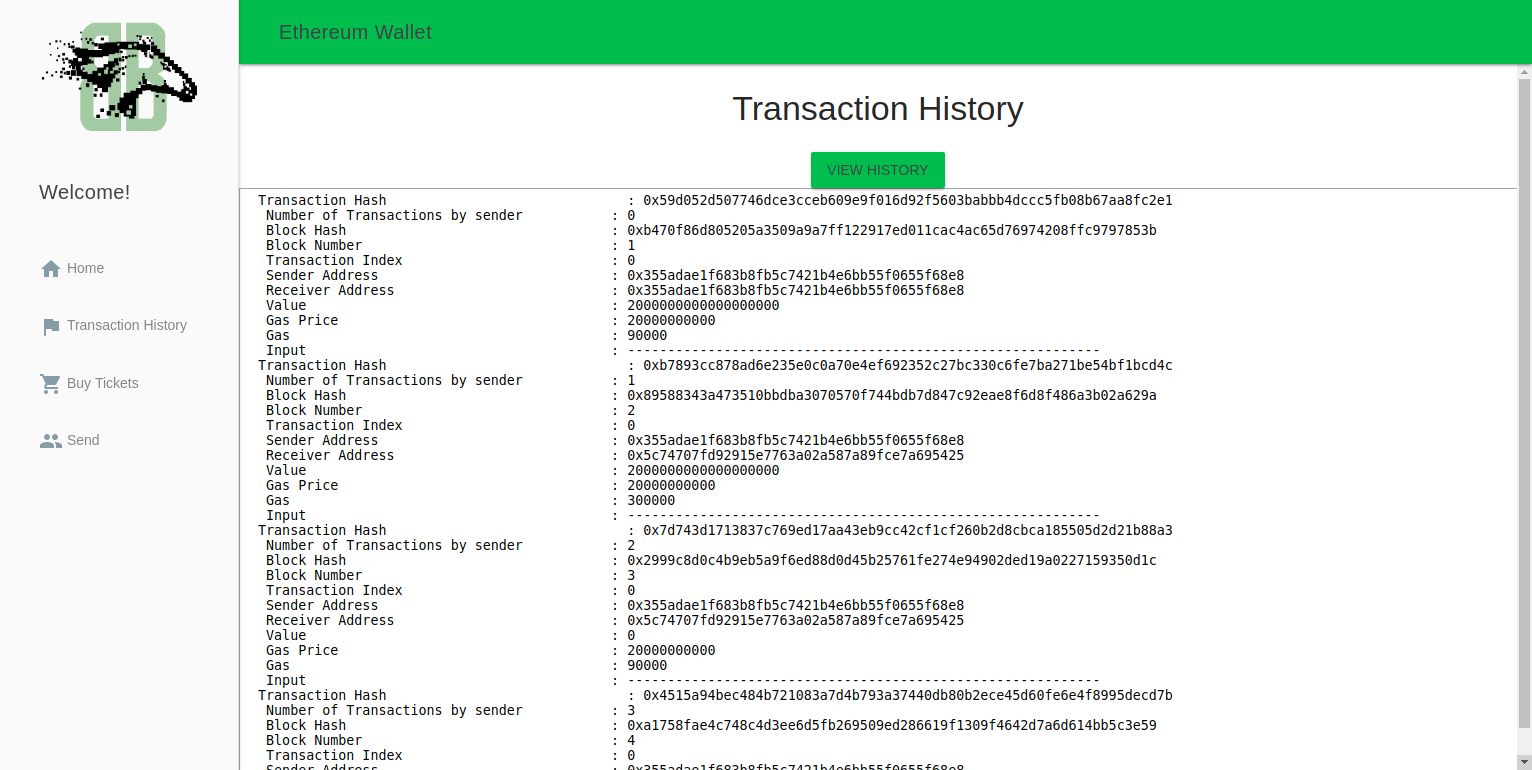 Ethereum Wallet
Welcome!
Home
Transaction History
Buy Tickets
Send
Transaction History
VIEW HISTORY
Transaction Hash : 0x59d052d507746dce3cceb609e9f016d92f5603babbb4dccc5fb08b67aa8fc2e1
Number of Transactions by sender : 0
Block Hash : 0xb470f86d805205a3509a9a7ff122917ed011cac4ac65d76974208ffc9797853b
Block Number : 1
Transaction Index : 0
Sender Address : 0x355adae1f683b8fb5c7421b4e6bb55f0655f68e8
Receiver Address : 0x355adae1f683b8fb5c7421b4e6bb55f0655f68e8
Value : 2000000000000000000
Gas Price : 20000000000
Gas : 90000
Input : -----------------------------------------------------------
Transaction Hash : 0xb7893cc878ad6e235e0c0a70e4ef692352c27bc330c6fe7ba271be54bf1bcd4c
Number of Transactions by sender : 1
Block Hash : 0x89588343a473510bbdba3070570f744bdb7d847c92eae8f6d8f486a3b02a629a
Block Number : 2
Transaction Index : 0
Sender Address : 0x355adae1f683b8fb5c7421b4e6bb55f0655f68e8
Receiver Address : 0x5c74707fd92915e7763a02a587a89fce7a695425
Value : 2000000000000000000
Gas Price : 20000000000
Gas : 300000
Input : -----------------------------------------------------------
Transaction Hash : 0x7d743d1713837c769ed17aa43eb9cc42cf1cf260b2d8cbca185505d2d21b88a3
Number of Transactions by sender : 2
Block Hash : 0x2999c8d0c4b9eb5a9f6ed88d0d45b25761fe274e94902ded19a0227159350d1c
Block Number : 3
Transaction Index : 0
Sender Address : 0x355adae1f683b8fb5c7421b4e6bb55f0655f68e8
Receiver Address : 0x5c74707fd92915e7763a02a587a89fce7a695425
Value : 0
Gas Price : 20000000000
Gas : 90000
Input : -----------------------------------------------------------
Transaction Hash : 0x4515a94bec484b721083a7d4b793a37440db80b2ece45d60fe6e4f8995decd7b
Number of Transactions by sender : 3
Block Hash : 0xa1758fae4c748c4d3ee6d5fb269509ed286619f1309f4642d7a6d614bb5c3e59
Block Number : 4
Transaction Index : 0
Sender Address : 0x355adae1f683b8fb5c7421b4e6bb55f0655f68e8